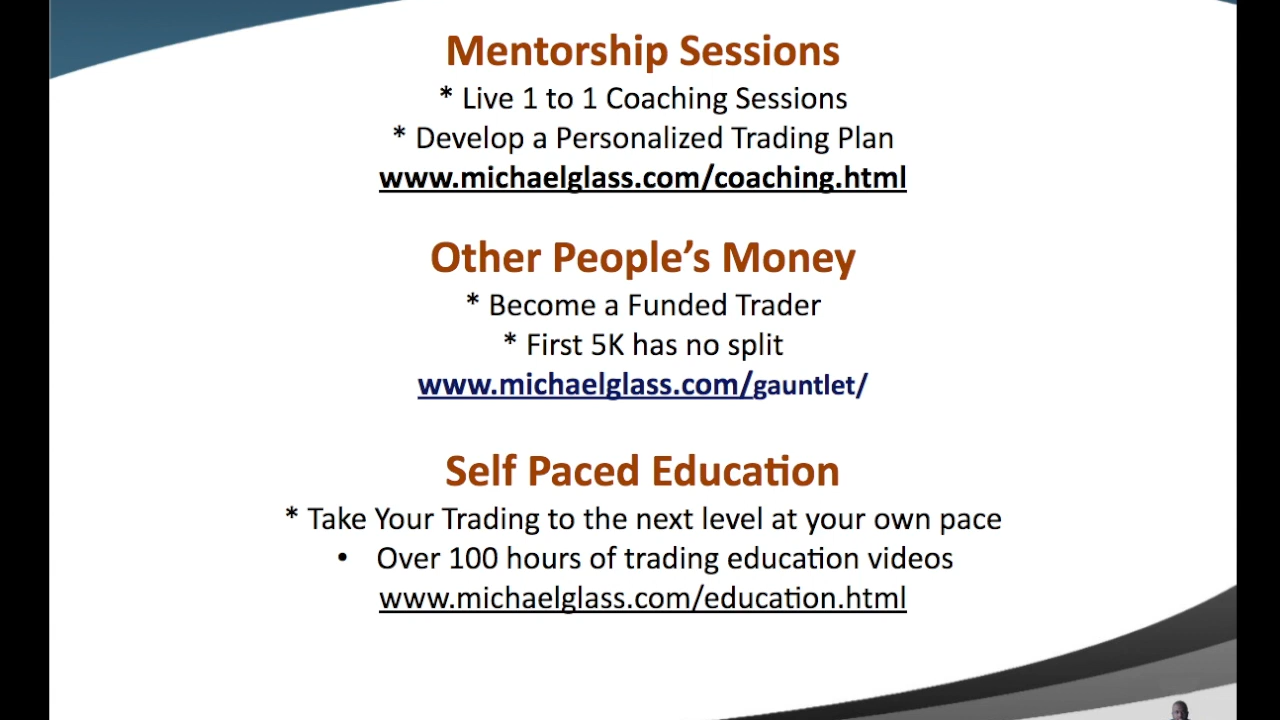 Mentorship Sessions
* Live 1 to 1 Coaching Sessions
* Develop a Personalized Trading Plan
www.michaelglass.com/coaching.html
Other People’s Money
* Become a Funded Trader
* First 5K has no split
www.michaelglass.com/gauntlet/
Self Paced Education
* Take Your Trading to the next level at your own pace
• Over 100 hours of trading education videos
www.michaelglass.com/education.html